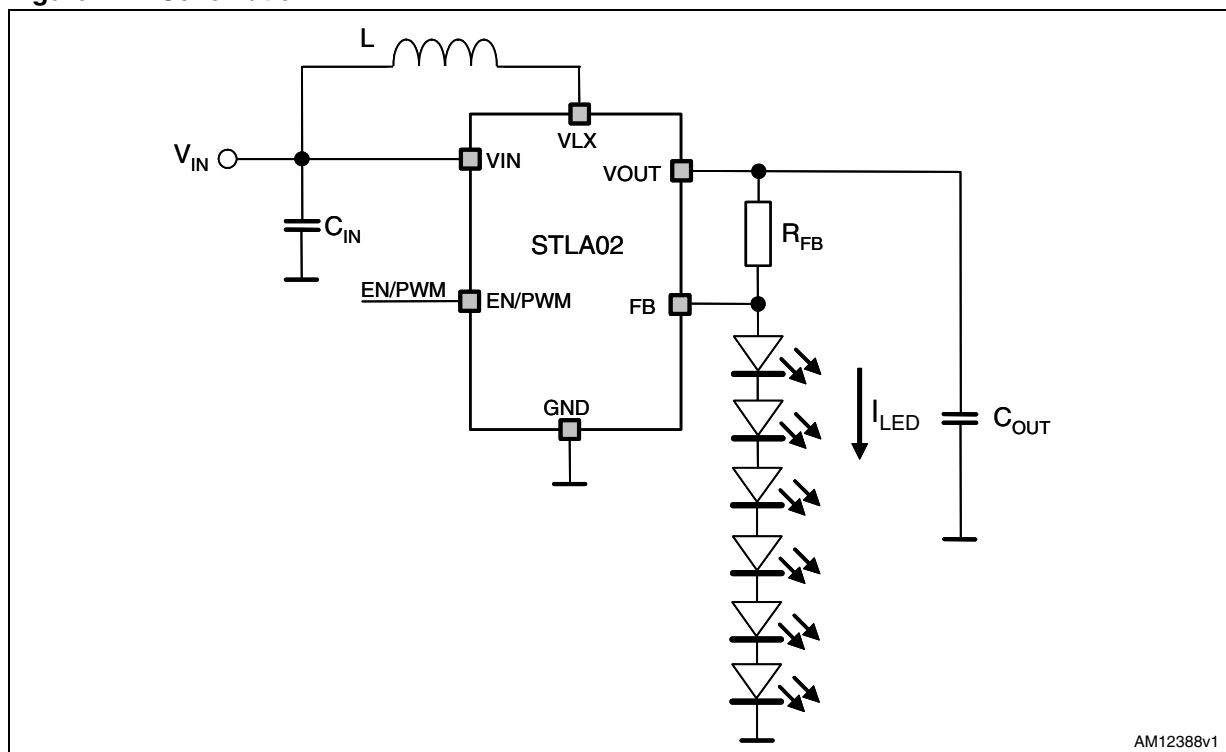 L
VLX
VIN
VIN
VOUT
CIN
RFB
STLA02
EN/PWM
EN/PWM
FB
GND
ILED
COUT
AM12388v1